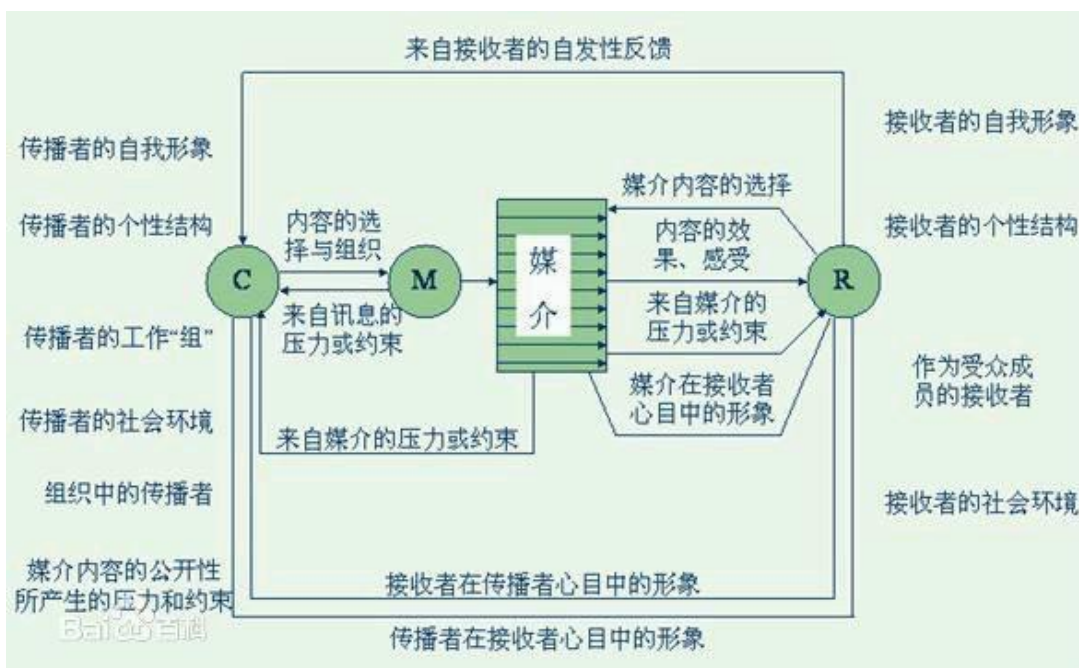 来自接收者的自发性反馈
传播者的自我形象
接收者的自我形象
媒介内容的选择
传播者的个性结构
内容的选
择与组织
内容的效
果、感受
接收者的个性结构
C
M
媒
介
R
来自讯息的
压力或约束
来自媒介的
压力或约束
传播者的工作“组”
作为受众成
员的接收者
媒介在接收者
心目中的形象
传播者的社会环境
来自媒介的压力或约束
组织中的传播者
接收者的社会环境
媒介内容的公开性
所产生的压力和约束
接收者在传播者心目中的形象
传播者在接收者心目中的形象
Bai百科